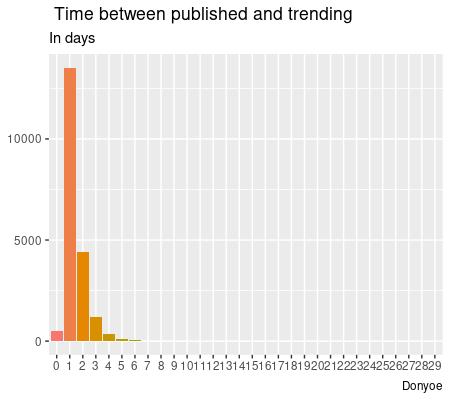 Time between published and trending
In days
10000
5000
0
0 1 2 3 4 5 6 7 8 9 10 11 12 13 14 15 16 17 18 19 20 21 22 23 24 25 26 27 28 29
Donyoe